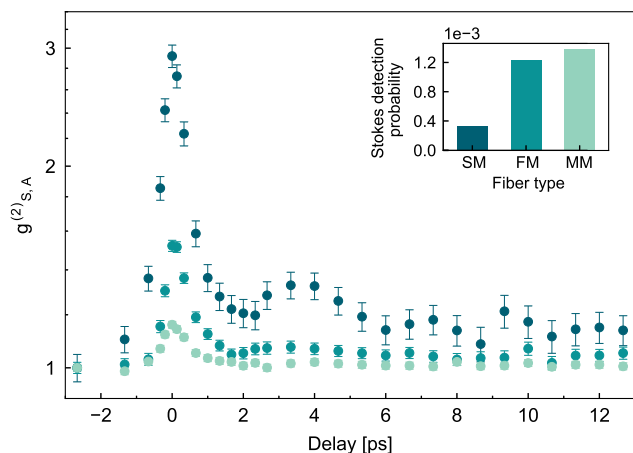 3
2
1
g(2)S, A
−2
0
2
4
6
8
10
12
Delay [ps]
1e−3
1.2
0.8
0.4
0.0
Stokes detection
probability
SM
FM
MM
Fiber type